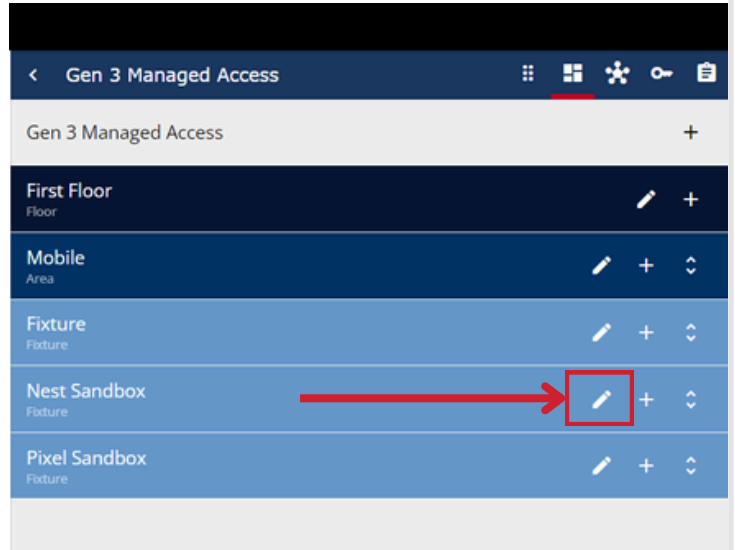 Gen 3 Managed Access
Gen 3 Managed Access
First Floor
Floor
Mobile
Area
Fixture
Fixture
Nest Sandbox
Fixture
Pixel Sandbox
Fixture